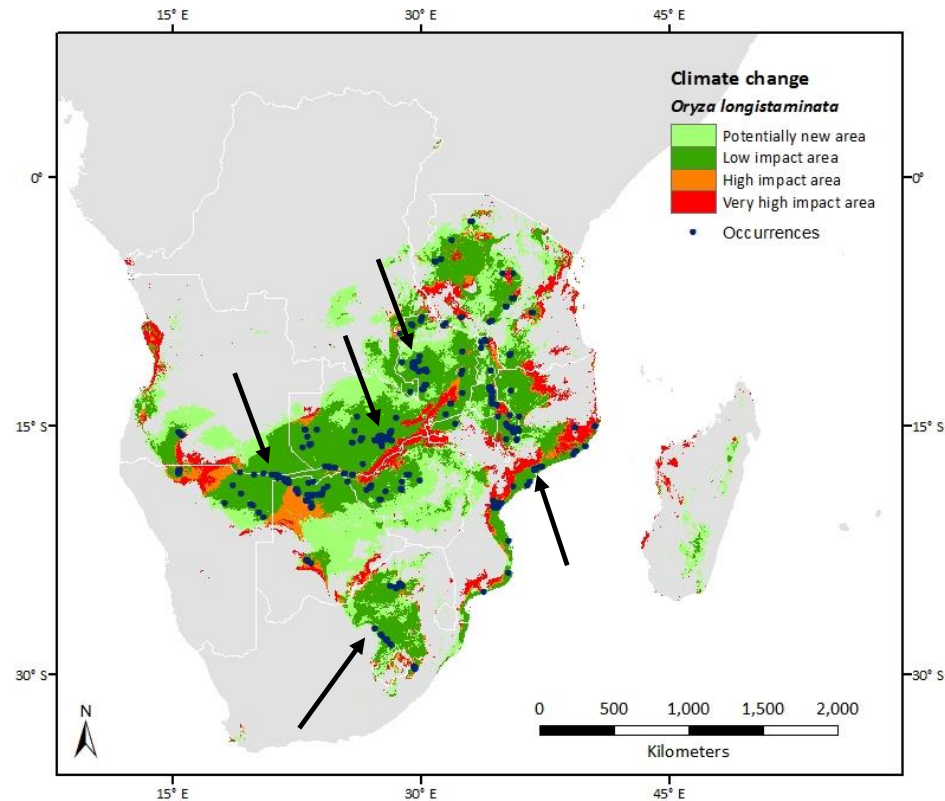 15° E 30° E 45° E
Climate change
Oryza longistaminata
Potentially new area
Low impact area
High impact area
Very high impact area
Occurrences
0° 0°
15° S 15° S
30° S 30° S
N
0 500 1,000 1,500 2,000
Kilometers
15° E 30° E 45° E